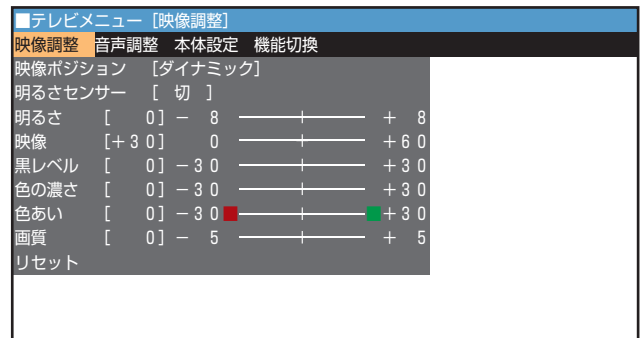 ■テレビメニュー [映像調整]
映像調整 音声調整 本体設定 機能切換
映像ポジション [ダイナミック]
明るさセンサー [ 切 ]
明るさ [ 0] − 8 + 8
映像 [+30] 0 +60
黒レベル [ 0] −30 +30
色の濃さ [ 0] −30 +30
色あい [ 0] −30 +30
画質 [ 0] − 5 + 5
リセット